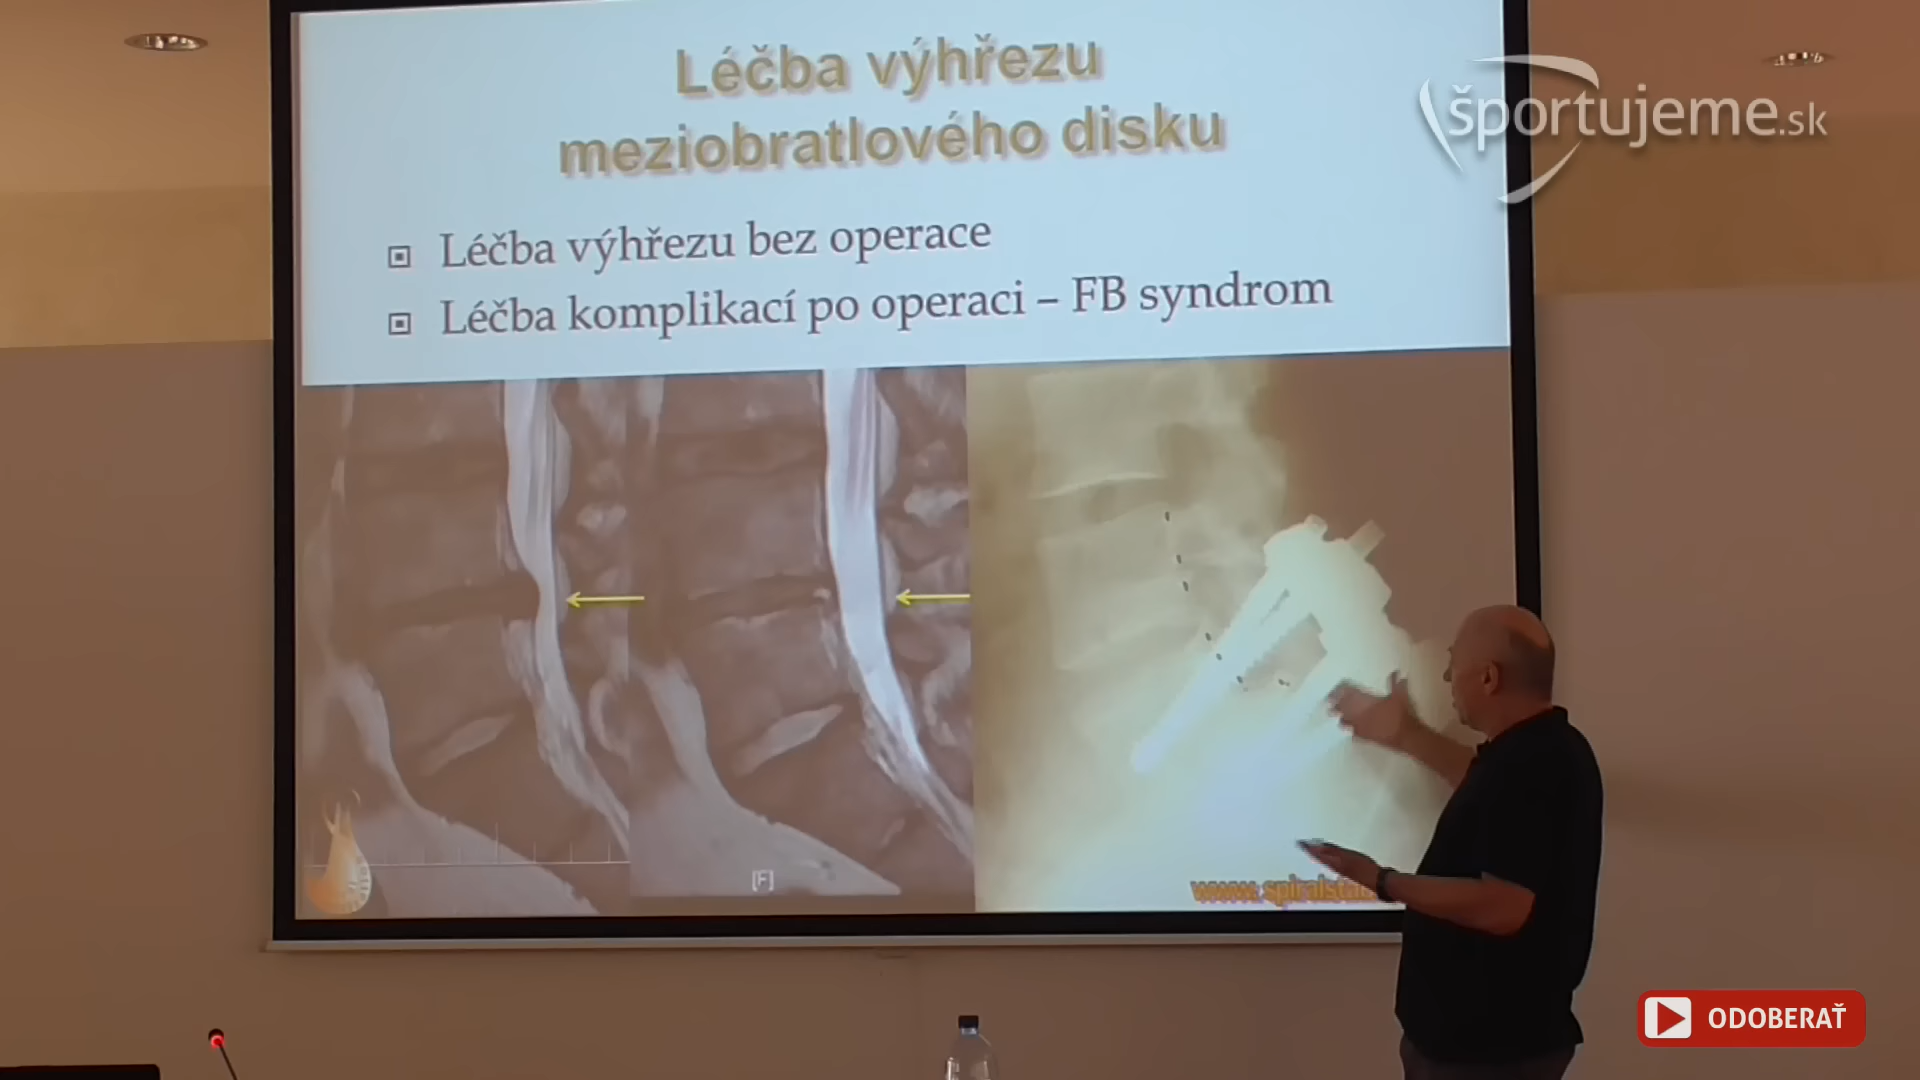 Léčba výhřezu
meziobratlového disku
športujeme.sk
Léčba výhřezu bez operace
Léčba komplikací po operaci – FB syndrom
[F]
ODOBERAŤ